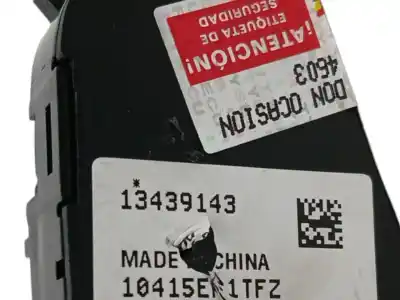 ¡ATENCIÓN!
ETIQUETA DE
SEGURIDAD
DON OCASION
4603
*
13439143
MADE CHINA
10415E 1TFZ